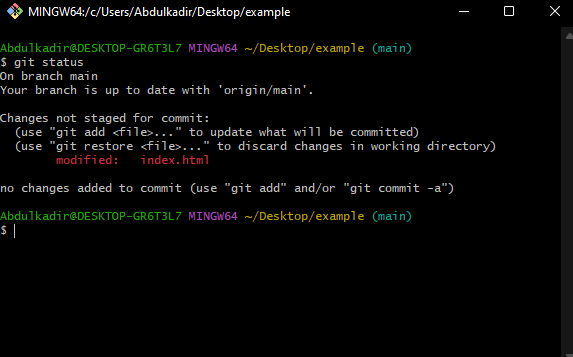 MINGW64:/c/Users/Abdulkadir/Desktop/example
Abdulkadir@DESKTOP-GR6T3L7 MINGW64 ~/Desktop/example (main)
$ git status
On branch main
Your branch is up to date with 'origin/main'.
Changes not staged for commit:
  (use "git add <file>..." to update what will be committed)
  (use "git restore <file>..." to discard changes in working directory)
        modified:   index.html
no changes added to commit (use "git add" and/or "git commit -a")
Abdulkadir@DESKTOP-GR6T3L7 MINGW64 ~/Desktop/example (main)
$